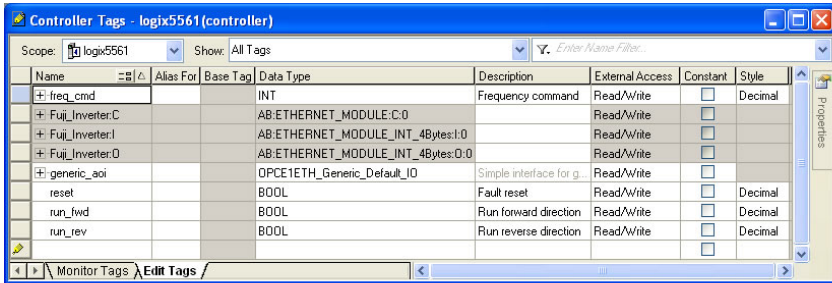 Controller Tags - logix5561(controller)
Scope: logix5561 Show: All Tags Enter Name Filter...
Name Alias For Base Tag Data Type Description External Access Constant Style
freq_cmd INT Frequency command Read/Write Decimal
Fuji_Inverter:C AB:ETHERNET_MODULE:C:0 Read/Write
Fuji_Inverter:I AB:ETHERNET_MODULE_INT_4Bytes:I:0 Read/Write
Fuji_Inverter:O AB:ETHERNET_MODULE_INT_4Bytes:O:0 Read/Write
generic_aoi OPCE1ETH_Generic_Default_IO Simple interface for g... Read/Write
reset BOOL Fault reset Read/Write Decimal
run_fwd BOOL Run forward direction Read/Write Decimal
run_rev BOOL Run reverse direction Read/Write Decimal
Monitor Tags Edit Tags
Properties